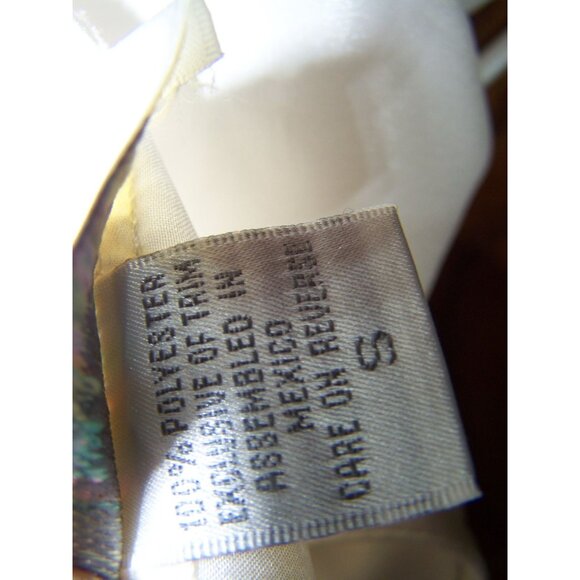 100% POLYESTER
EXCLUSIVE OF TRIM
ASSEMBLED IN
MEXICO
CARE ON REVERSE
S